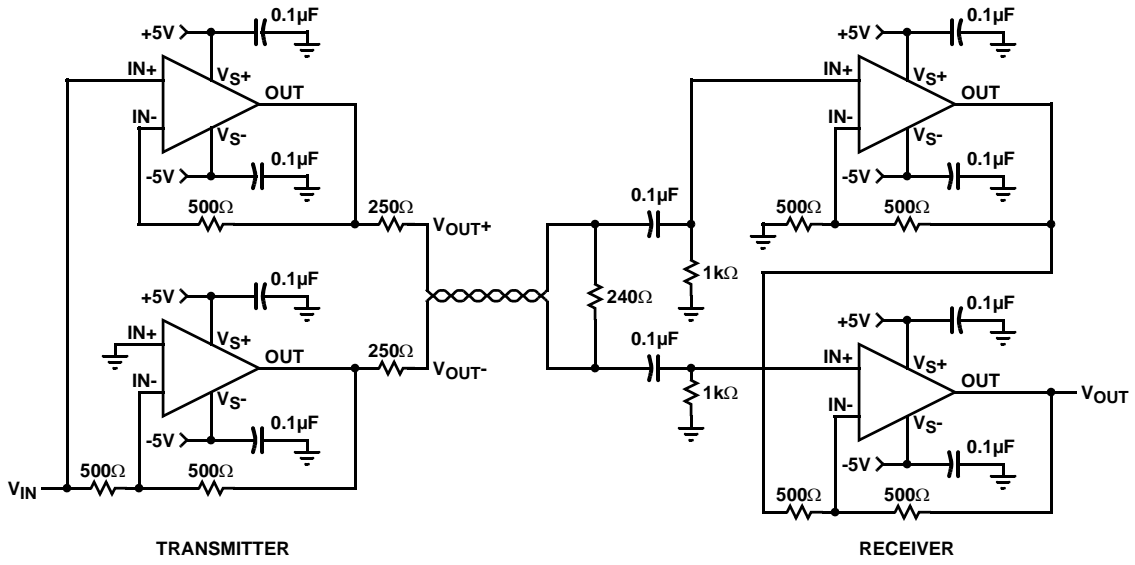 0.1µF
+5V
IN+
VS+
OUT
IN-
VS-
-5V
0.1µF
500Ω
250Ω
VOUT+
0.1µF
+5V
IN+
VS+
OUT
250Ω
VOUT-
IN-
VS-
-5V
0.1µF
500Ω
500Ω
VIN
TRANSMITTER
0.1µF
1kΩ
240Ω
0.1µF
1kΩ
0.1µF
+5V
IN+
VS+
OUT
IN-
VS-
-5V
0.1µF
500Ω
500Ω
0.1µF
+5V
IN+
VS+
OUT
VOUT
IN-
VS-
-5V
0.1µF
500Ω
500Ω
RECEIVER